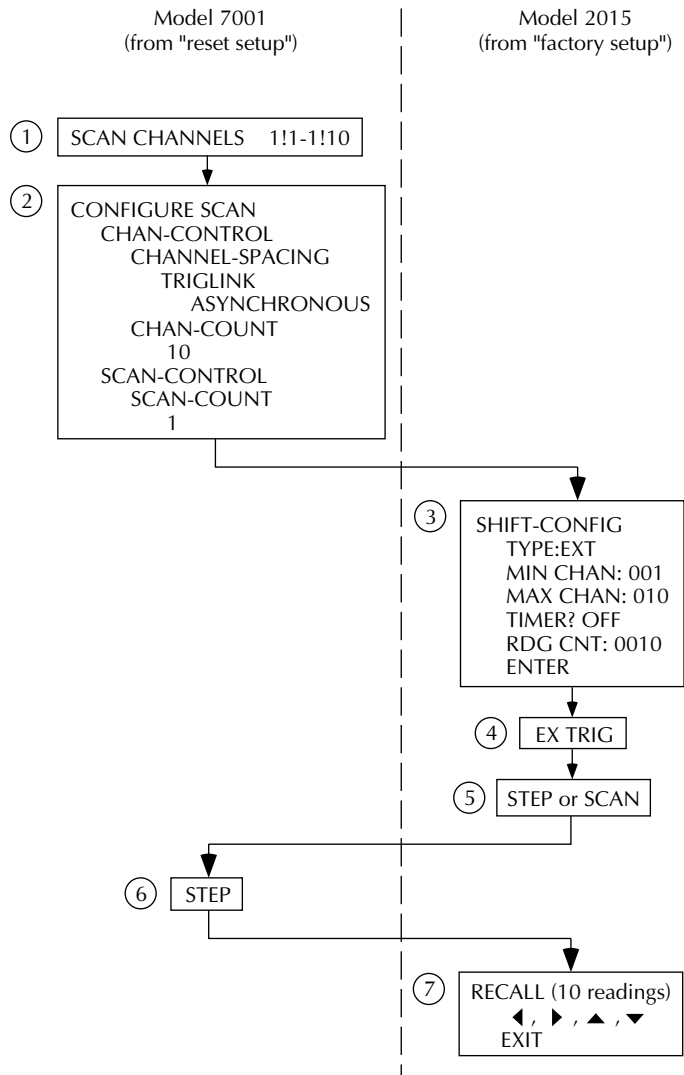 Model 7001
(from "reset setup")
Model 2015
(from "factory setup")
1
SCAN CHANNELS 1!1-1!10
2
CONFIGURE SCAN
CHAN-CONTROL
CHANNEL-SPACING
TRIGLINK
ASYNCHRONOUS
CHAN-COUNT
10
SCAN-CONTROL
SCAN-COUNT
1
3
SHIFT-CONFIG
TYPE:EXT
MIN CHAN: 001
MAX CHAN: 010
TIMER? OFF
RDG CNT: 0010
ENTER
4
EX TRIG
5
STEP or SCAN
6
STEP
7
RECALL (10 readings)
◀ , ▶ , ▲ , ▼
EXIT